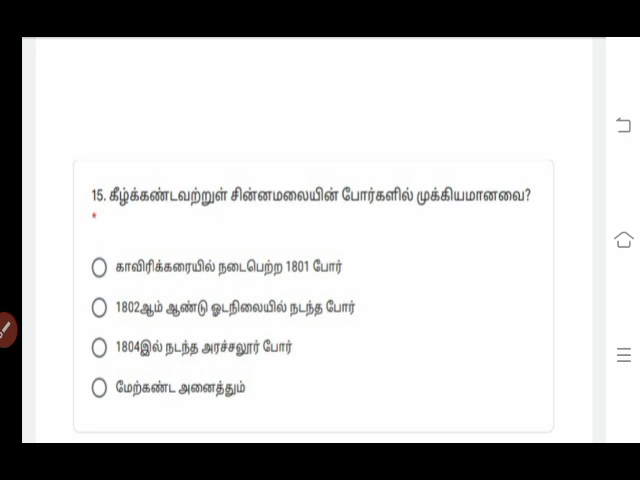 15. கீழ்க்கண்டவற்றுள் சின்னமலையின் போர்களில் முக்கியமானவை?
*
காவிரிக்கரையில் நடைபெற்ற 1801 போர்
1802ஆம் ஆண்டு ஓடநிலையில் நடந்த போர்
1804இல் நடந்த அரச்சலூர் போர்
மேற்கண்ட அனைத்தும்